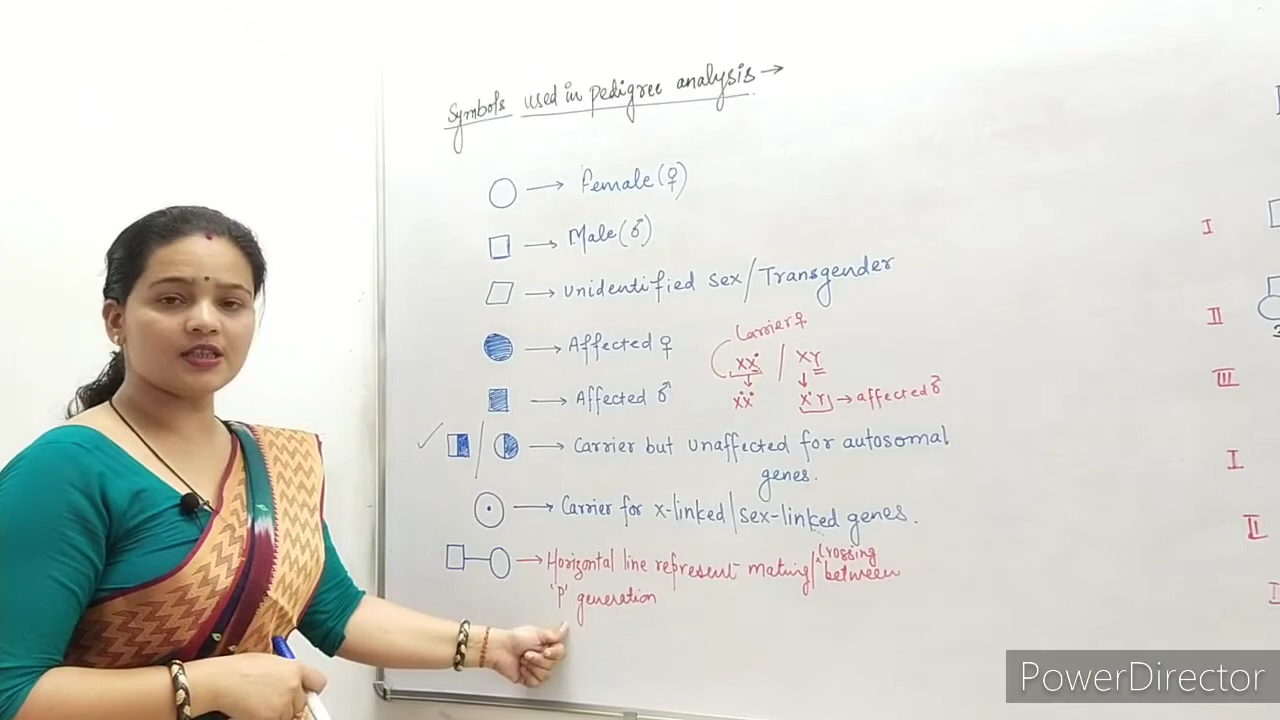 Symbols used in pedigree analysis →
→ Female (♀)
→ Male (♂)
→ Unidentified sex/Transgender
→ Affected ♀
→ Affected ♂
Carrier ♀
XX• / XY
X•X• X•Y → affected ♂
✓ / → Carrier but unaffected for autosomal
genes.
→ Carrier for x-linked/sex-linked genes.
→ Horizontal line represent mating/crossing between
'P' generation
I
II
III
I
II
I
3
PowerDirector